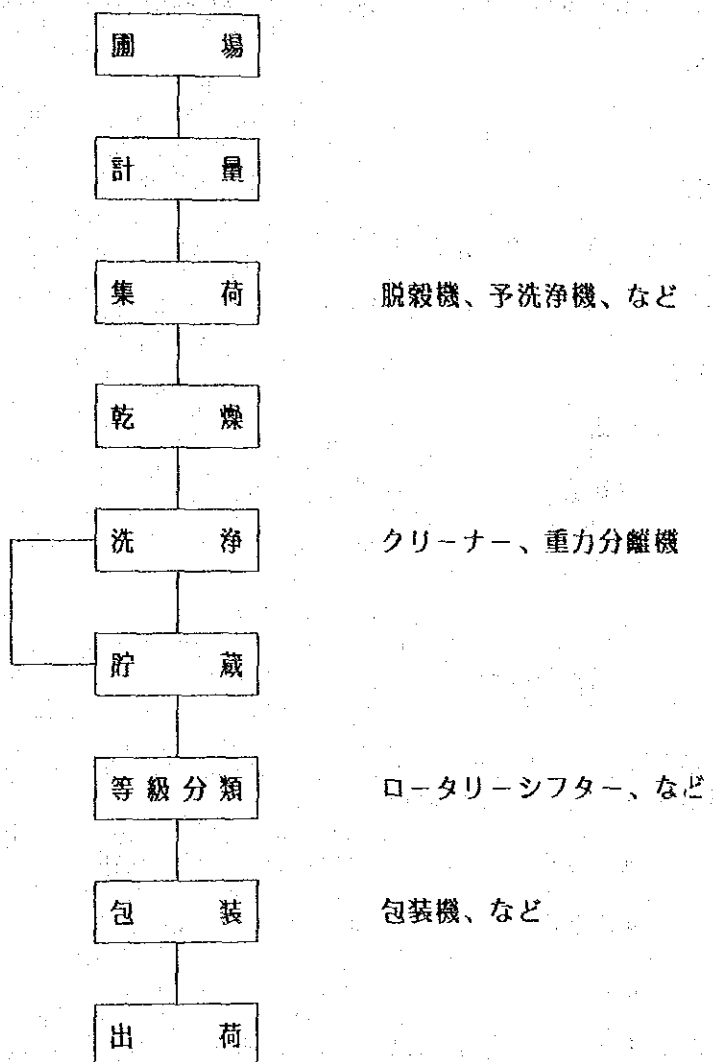 圃場
計量
集荷 脱穀機、予洗浄機、など
乾燥
洗浄 クリーナー、重力分離機
貯蔵
等級分類 ロータリーシフター、など
包装 包装機、など
出荷